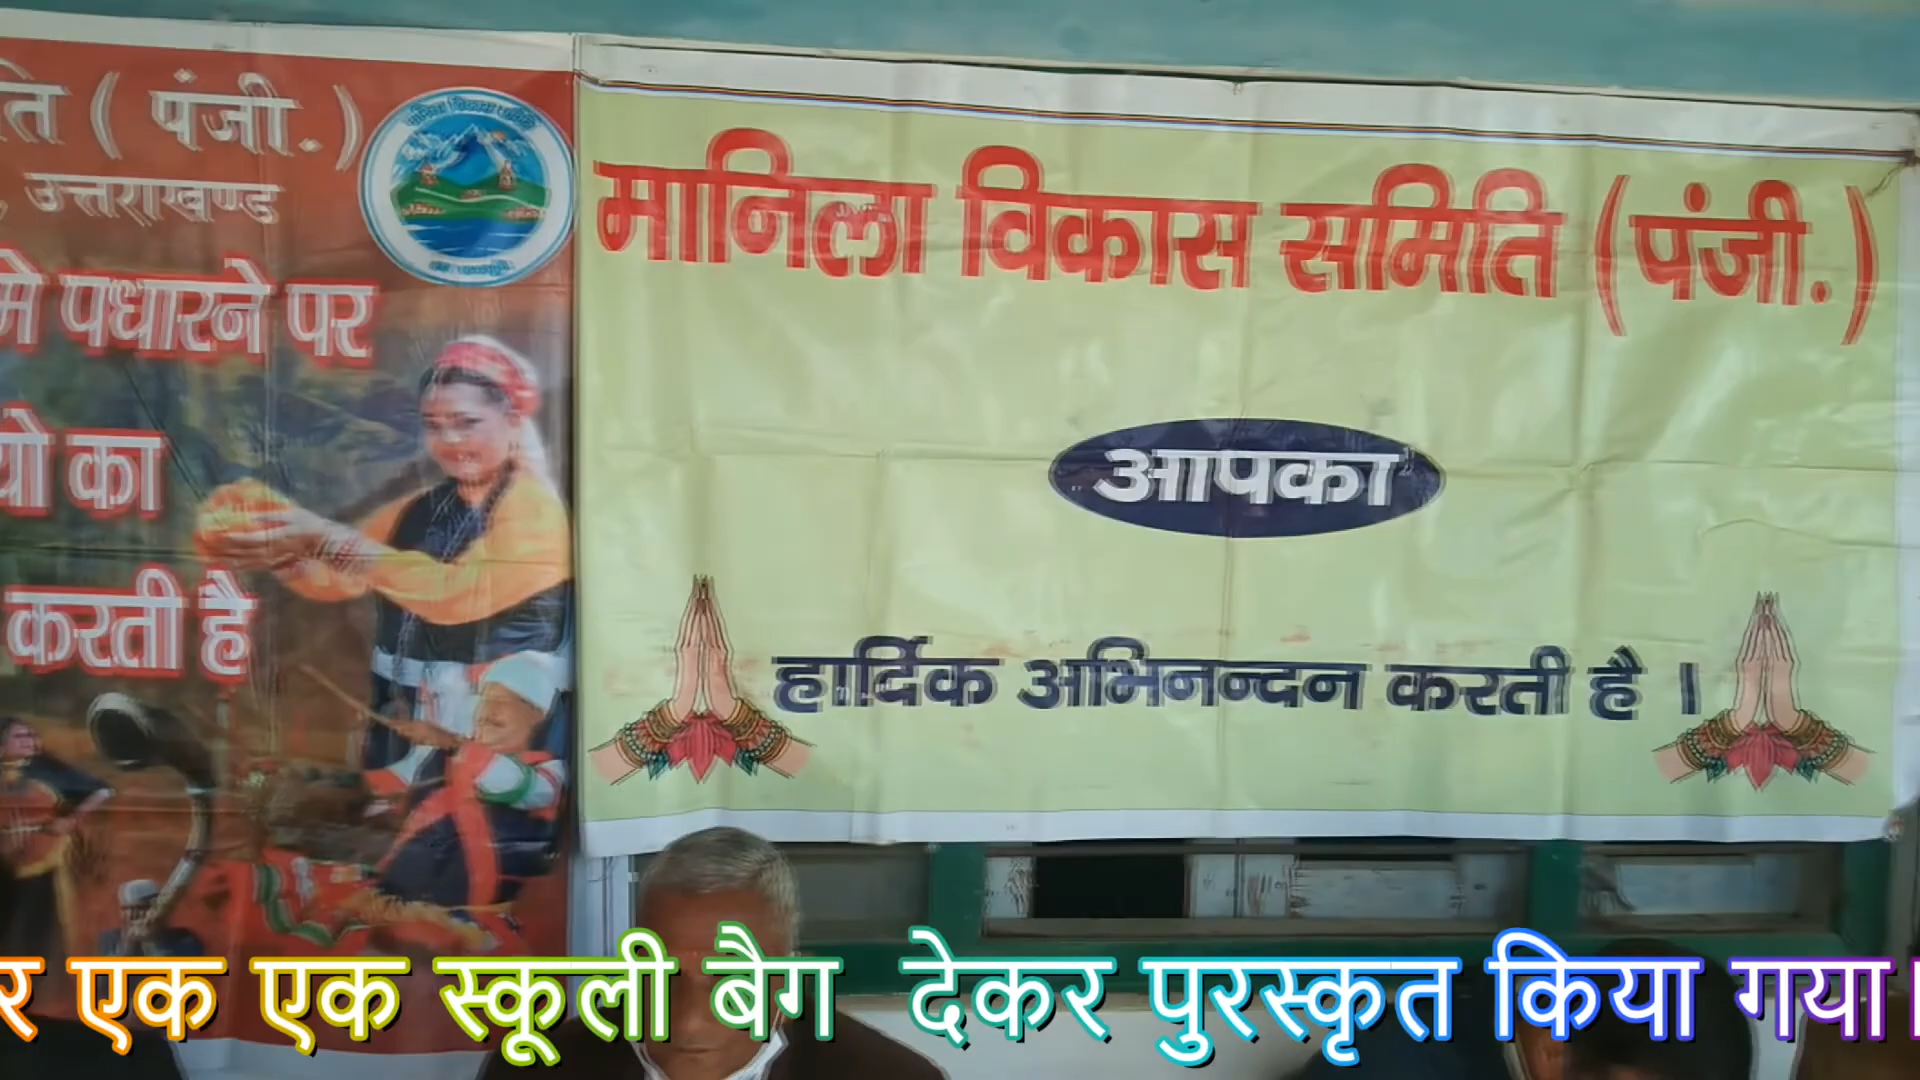 ति ( पंजी. )
, उत्तराखण्ड
मे पधारने पर
यो का
करती है
मानिला विकास समिति (पंजी.)
आपका
हार्दिक अभिनन्दन करती है ।
र एक एक स्कूली बैग देकर पुरस्कृत किया गया।